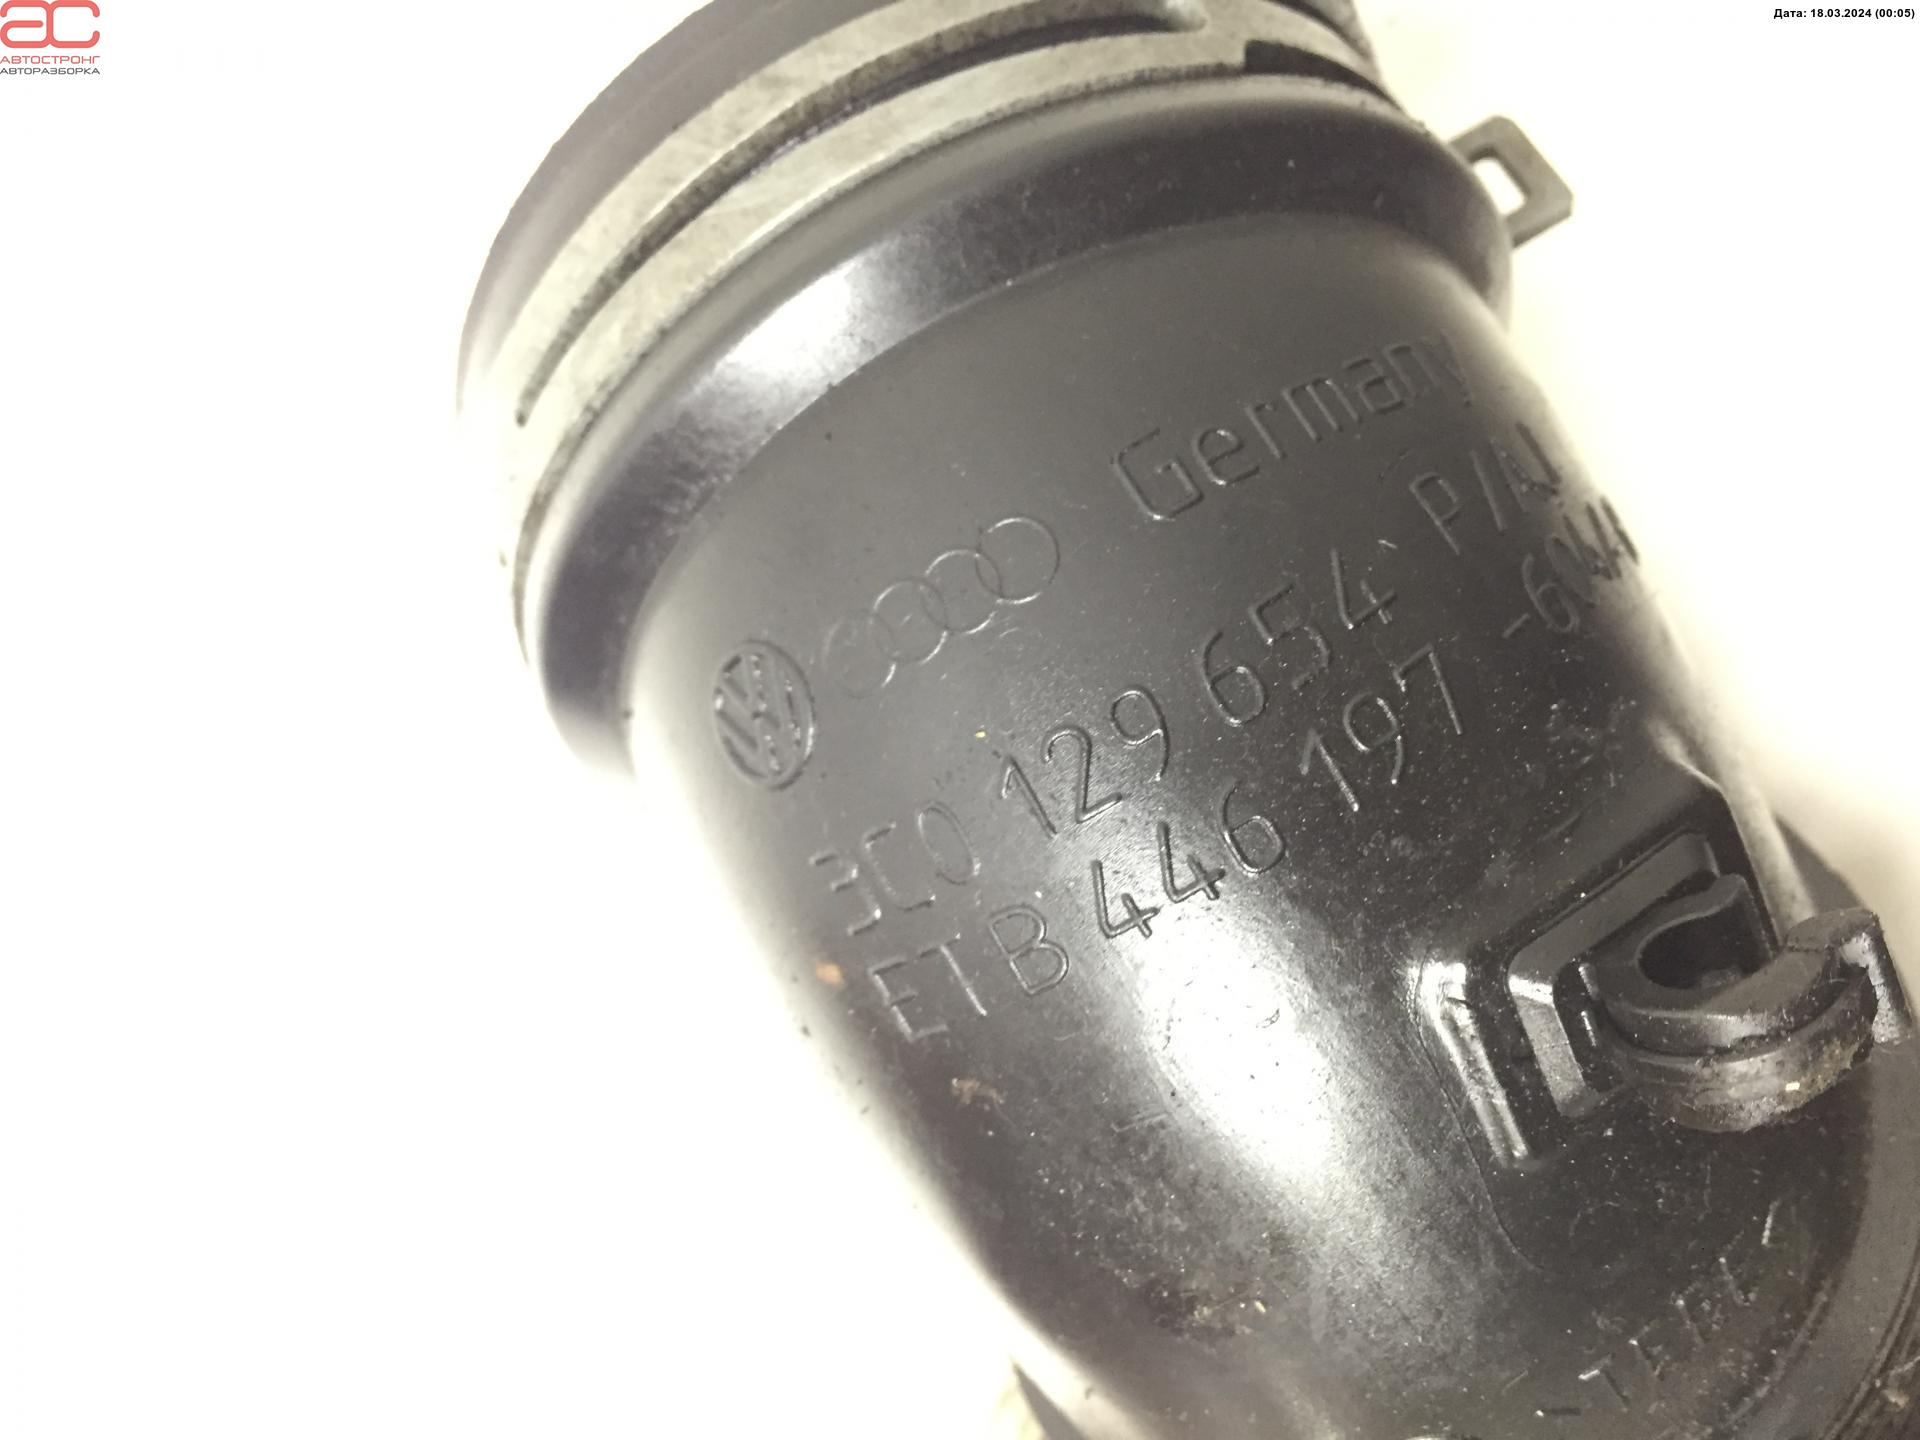 АВТОСТРОНГ
АВТОРАЗБОРКА
Дата: 18.03.2024 (00:05)
Germany
3C0 129 654
ETB 446 197